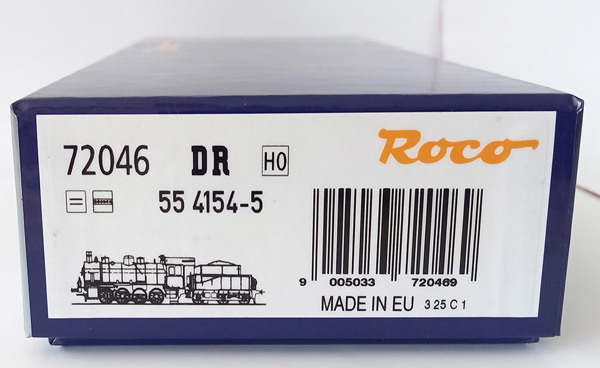 72046 DR H0 Roco
55 4154-5
9 005033 720469
MADE IN EU 3 25 C 1